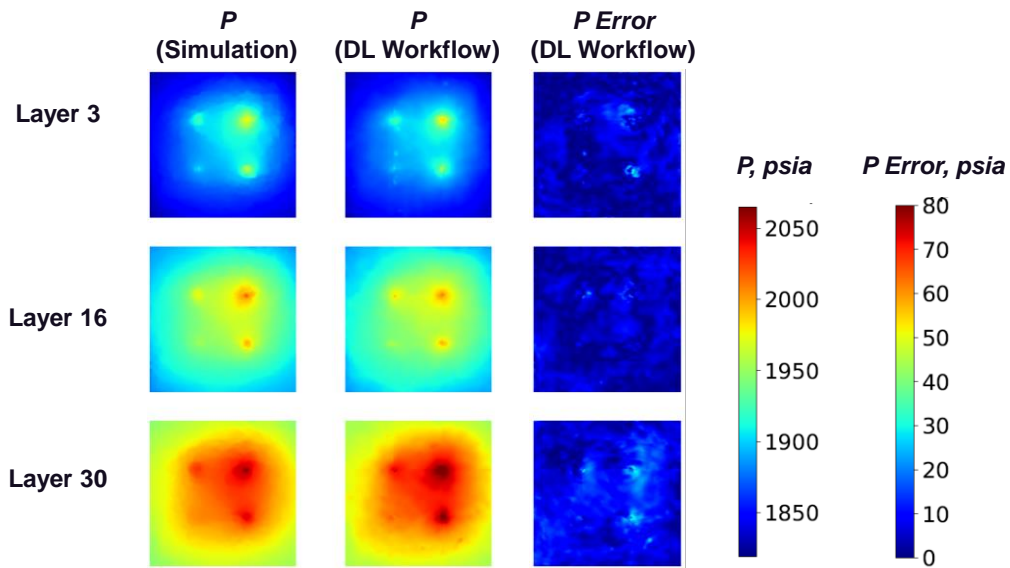 P
(Simulation)
P
(DL Workflow)
P Error
(DL Workflow)
Layer 3
Layer 16
Layer 30
P, psia
2050
2000
1950
1900
1850
P Error, psia
80
70
60
50
40
30
20
10
0